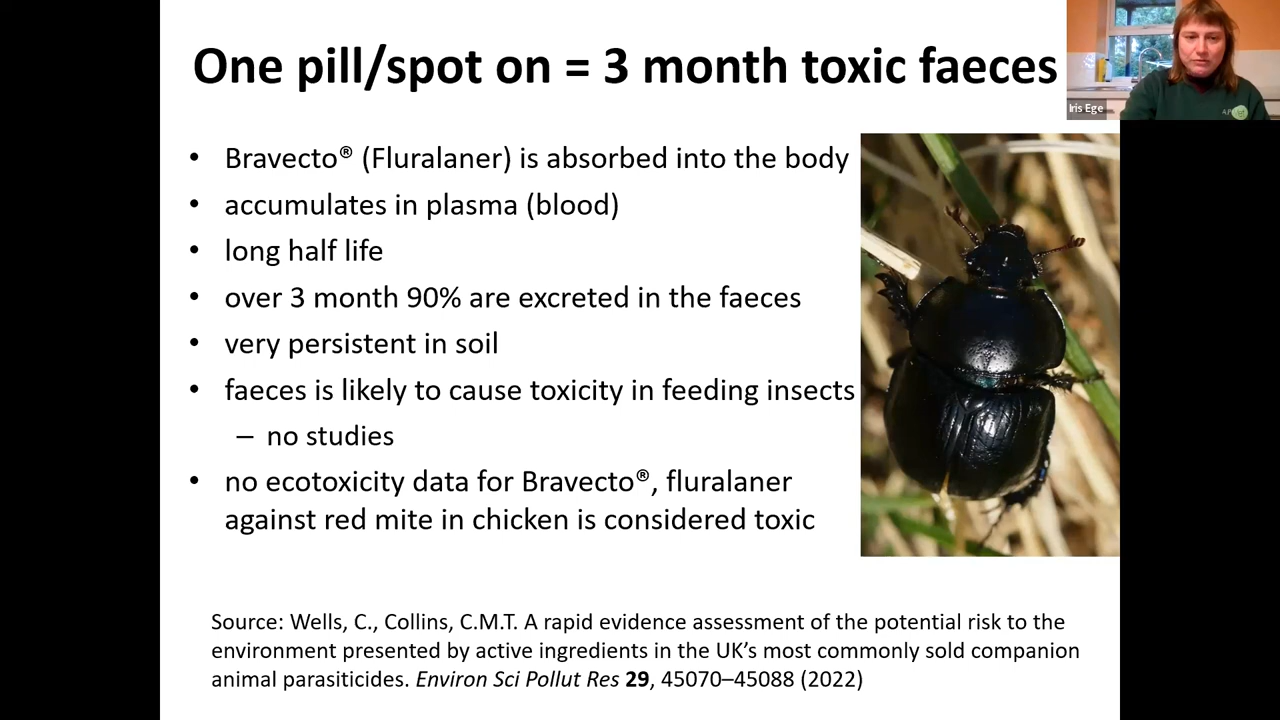 One pill/spot on = 3 month toxic faeces
Iris Ege
• Bravecto® (Fluralaner) is absorbed into the body
• accumulates in plasma (blood)
• long half life
• over 3 month 90% are excreted in the faeces
• very persistent in soil
• faeces is likely to cause toxicity in feeding insects
– no studies
• no ecotoxicity data for Bravecto®, fluralaner
against red mite in chicken is considered toxic
Source: Wells, C., Collins, C.M.T. A rapid evidence assessment of the potential risk to the
environment presented by active ingredients in the UK’s most commonly sold companion
animal parasiticides. Environ Sci Pollut Res 29, 45070–45088 (2022)